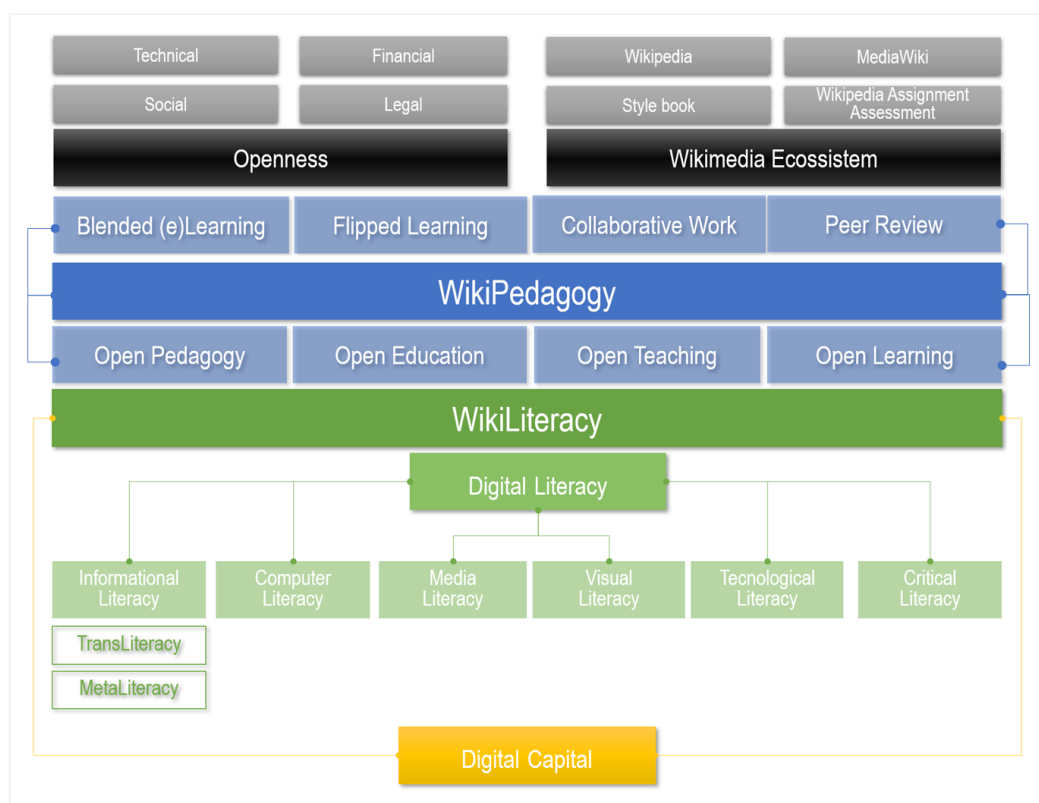 Technical
Financial
Wikipedia
MediaWiki
Social
Legal
Style book
Wikipedia Assignment
Assessment
Openness
Wikimedia Ecossistem
Blended (e)Learning
Flipped Learning
Collaborative Work
Peer Review
WikiPedagogy
Open Pedagogy
Open Education
Open Teaching
Open Learning
WikiLiteracy
Digital Literacy
Informational
Literacy
Computer
Literacy
Media
Literacy
Visual
Literacy
Tecnological
Literacy
Critical
Literacy
TransLiteracy
MetaLiteracy
Digital Capital